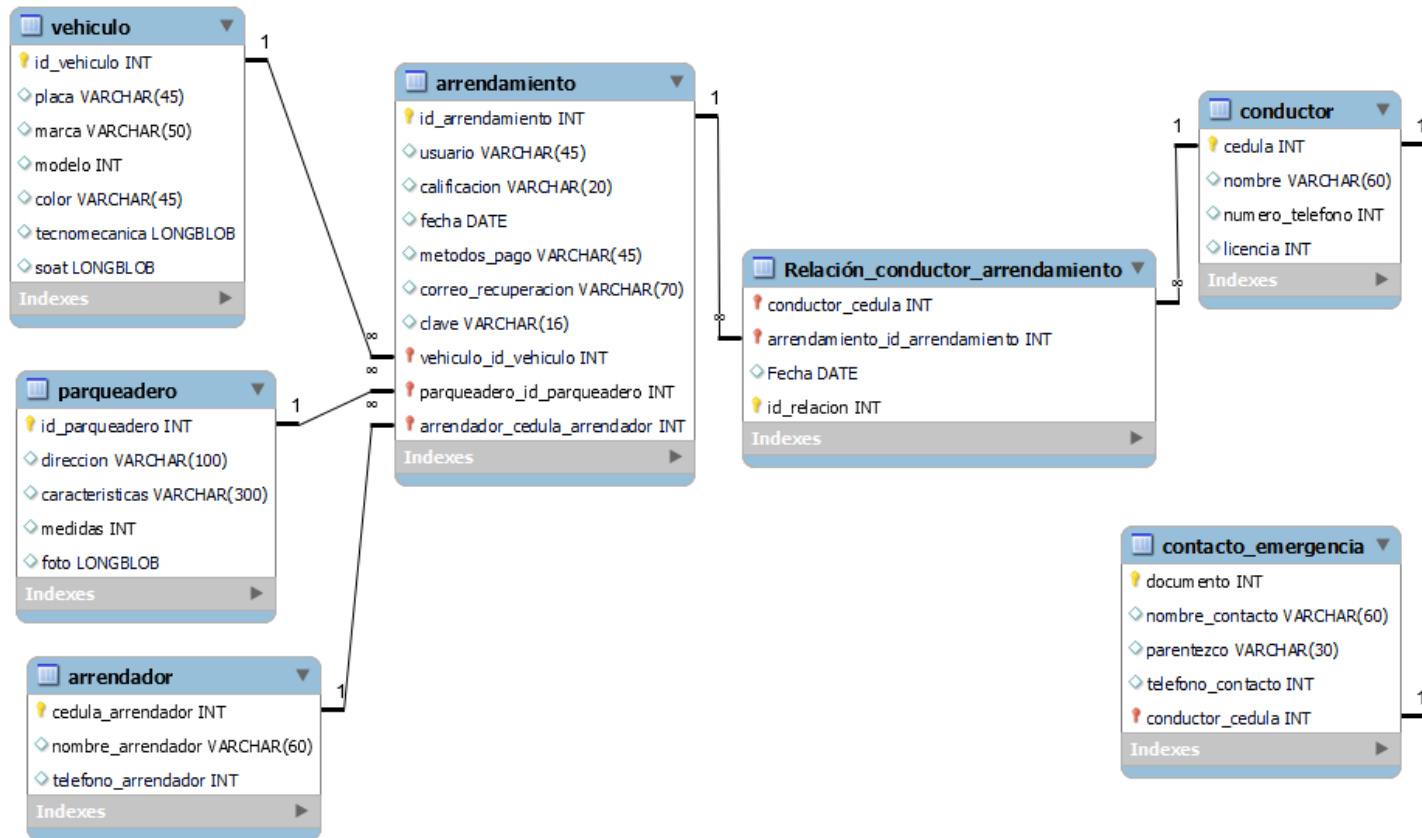 vehiculo
id_vehiculo INT
placa VARCHAR(45)
marca VARCHAR(50)
modelo INT
color VARCHAR(45)
tecnomecanica LONGBLOB
soat LONGBLOB
Indexes
1
∞
parqueadero
id_parqueadero INT
direccion VARCHAR(100)
caracteristicas VARCHAR(300)
medidas INT
foto LONGBLOB
Indexes
1
∞
arrendador
cedula_arrendador INT
nombre_arrendador VARCHAR(60)
telefono_arrendador INT
Indexes
1
∞
arrendamiento
id_arrendamiento INT
usuario VARCHAR(45)
calificacion VARCHAR(20)
fecha DATE
metodos_pago VARCHAR(45)
correo_recuperacion VARCHAR(70)
clave VARCHAR(16)
vehiculo_id_vehiculo INT
parqueadero_id_parqueadero INT
arrendador_cedula_arrendador INT
Indexes
1
∞
Relación_conductor_arrendamiento
conductor_cedula INT
arrendamiento_id_arrendamiento INT
Fecha DATE
id_relacion INT
Indexes
∞
1
conductor
cedula INT
nombre VARCHAR(60)
numero_telefono INT
licencia INT
Indexes
1
contacto_emergencia
documento INT
nombre_contacto VARCHAR(60)
parentezco VARCHAR(30)
telefono_contacto INT
conductor_cedula INT
Indexes
1